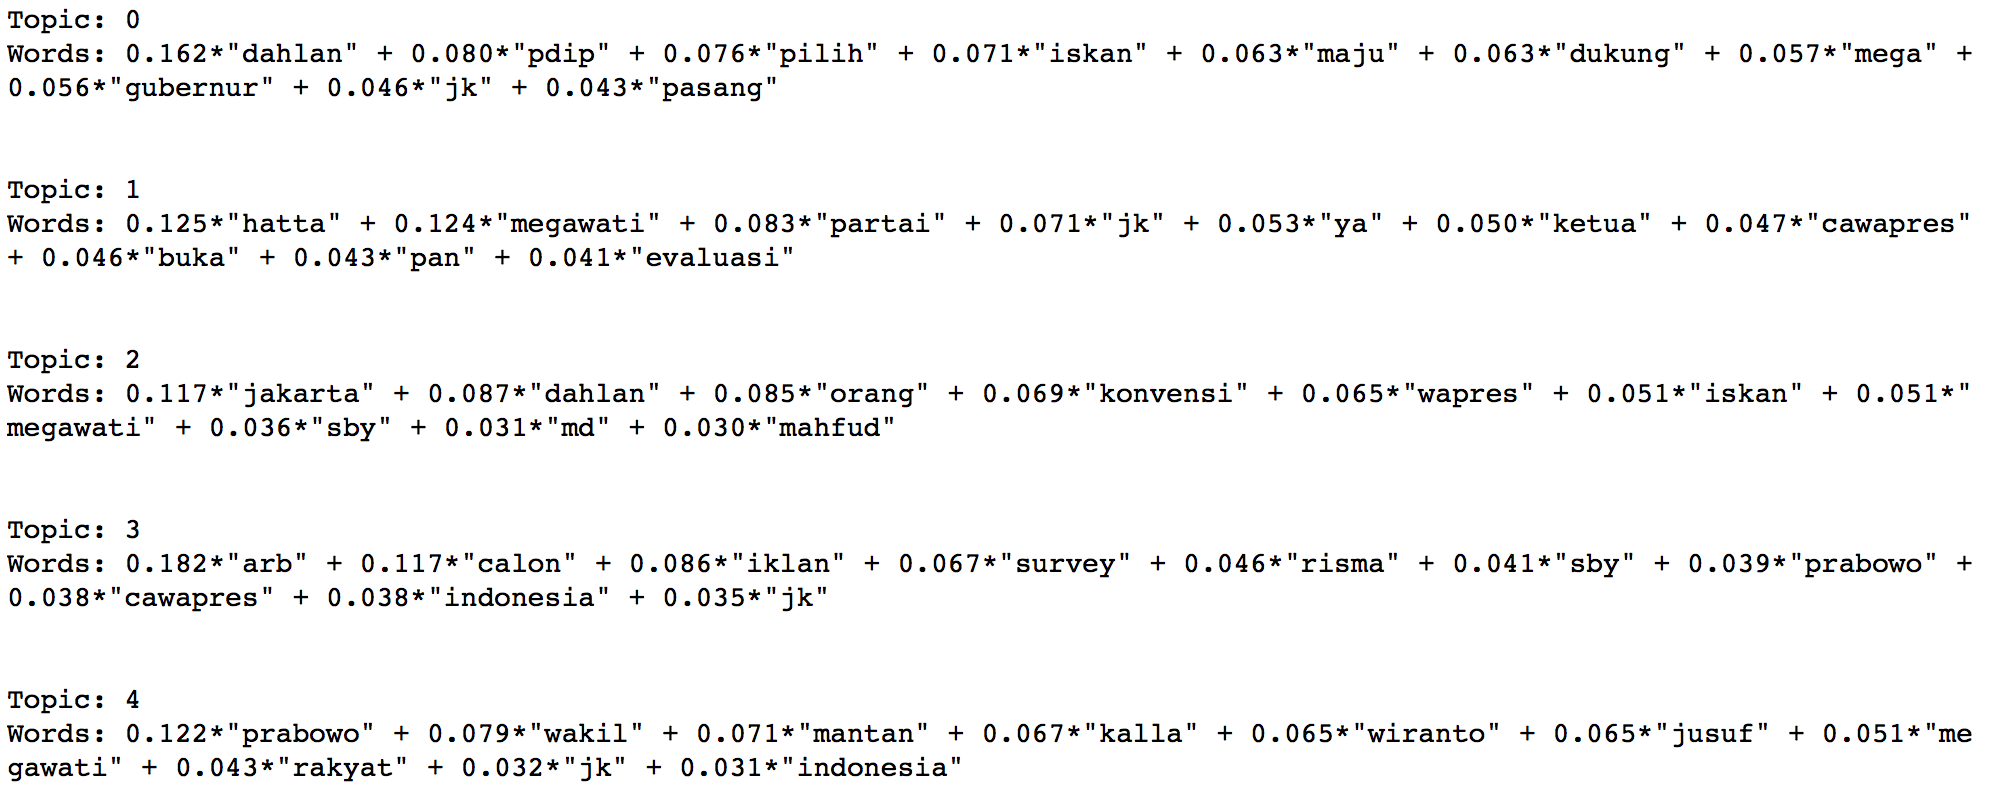 Topic: 0
Words: 0.162*"dahlan" + 0.080*"pdip" + 0.076*"pilih" + 0.071*"iskan" + 0.063*"maju" + 0.063*"dukung" + 0.057*"mega" +
0.056*"gubernur" + 0.046*"jk" + 0.043*"pasang"
Topic: 1
Words: 0.125*"hatta" + 0.124*"megawati" + 0.083*"partai" + 0.071*"jk" + 0.053*"ya" + 0.050*"ketua" + 0.047*"cawapres"
+ 0.046*"buka" + 0.043*"pan" + 0.041*"evaluasi"
Topic: 2
Words: 0.117*"jakarta" + 0.087*"dahlan" + 0.085*"orang" + 0.069*"konvensi" + 0.065*"wapres" + 0.051*"iskan" + 0.051*"
megawati" + 0.036*"sby" + 0.031*"md" + 0.030*"mahfud"
Topic: 3
Words: 0.182*"arb" + 0.117*"calon" + 0.086*"iklan" + 0.067*"survey" + 0.046*"risma" + 0.041*"sby" + 0.039*"prabowo" +
0.038*"cawapres" + 0.038*"indonesia" + 0.035*"jk"
Topic: 4
Words: 0.122*"prabowo" + 0.079*"wakil" + 0.071*"mantan" + 0.067*"kalla" + 0.065*"wiranto" + 0.065*"jusuf" + 0.051*"me
gawati" + 0.043*"rakyat" + 0.032*"jk" + 0.031*"indonesia"